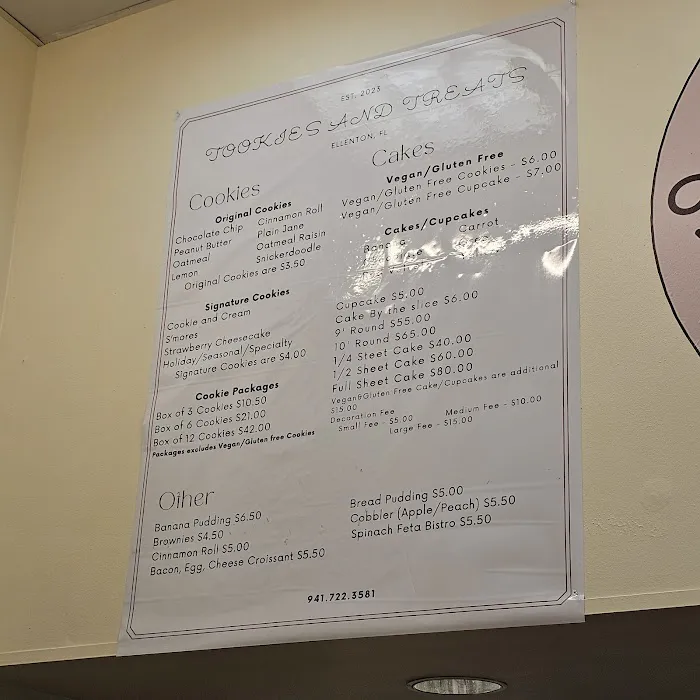 EST. 2023
TOOKIES AND TREATS
ELLENTON, FL
Cookies
Original Cookies
Chocolate Chip Cinnamon Roll
Peanut Butter Plain Jane
Oatmeal Oatmeal Raisin
Lemon Snickerdoodle
Original Cookies are $3.50
Signature Cookies
Cookie and Cream
S'mores
Strawberry Cheesecake
Holiday/Seasonal/Specialty
Signature Cookies are $4.00
Cookie Packages
Box of 3 Cookies $10.50
Box of 6 Cookies $21.00
Box of 12 Cookies $42.00
Packages excludes Vegan/Gluten free Cookies
Cakes
Vegan/Gluten Free
Vegan/Gluten Free Cookies - $6.00
Vegan/Gluten Free Cupcake - $7.00
Cakes/Cupcakes
Banana Carrot
Cupcake $5.00
Cake By the slice $6.00
9' Round $55.00
10' Round $65.00
1/4 Steet Cake $40.00
1/2 Sheet Cake $60.00
Full Sheet Cake $80.00
Vegan&Gluten Free Cake/Cupcakes are additional
$15.00
Decoration Fee
Small Fee - $5.00 Medium Fee - $10.00
Large Fee - $15.00
Other
Banana Pudding $6.50
Brownies $4.50
Cinnamon Roll $5.00
Bacon, Egg, Cheese Croissant $5.50
Bread Pudding $5.00
Cobbler (Apple/Peach) $5.50
Spinach Feta Bistro $5.50
941.722.3581